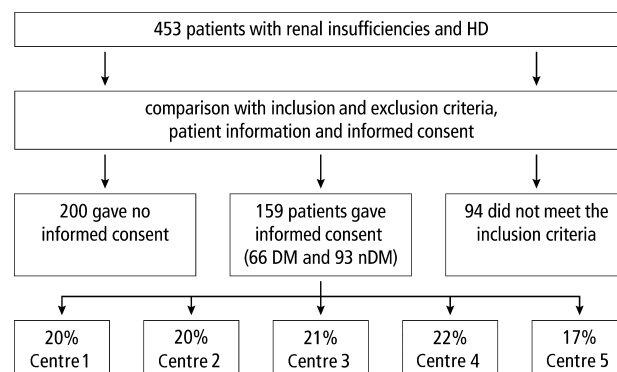 453 patients with renal insufficiencies and HD
comparison with inclusion and exclusion criteria,
patient information and informed consent
200 gave no
informed consent
159 patients gave
informed consent
(66 DM and 93 nDM)
94 did not meet the
inclusion criteria
20%
Centre 1
20%
Centre 2
21%
Centre 3
22%
Centre 4
17%
Centre 5